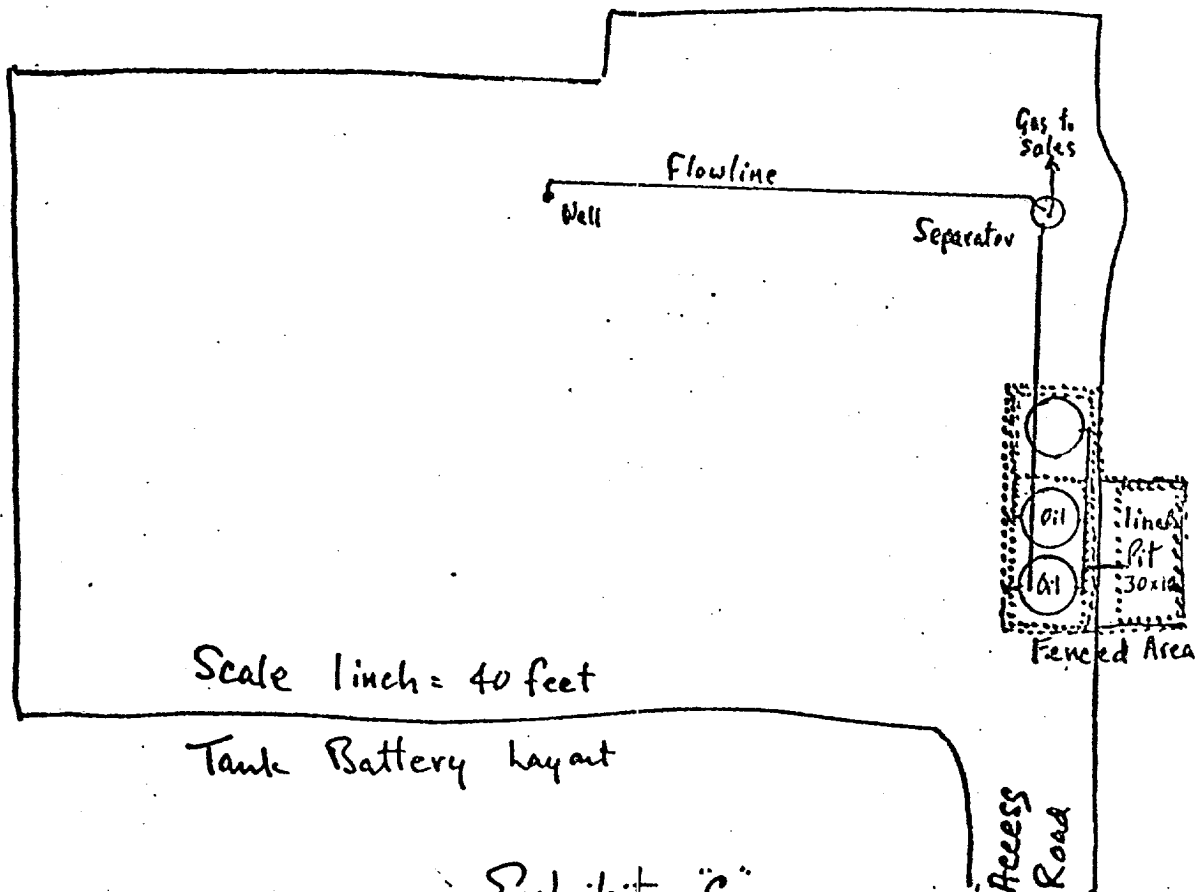 Gas to
Sales
Flowline
Well
Separator
Oil
Oil
lined
Pit
30x10
Fenced Area
Scale 1 inch = 40 feet
Tank Battery Layout
Access
Road
Exhibit "C"